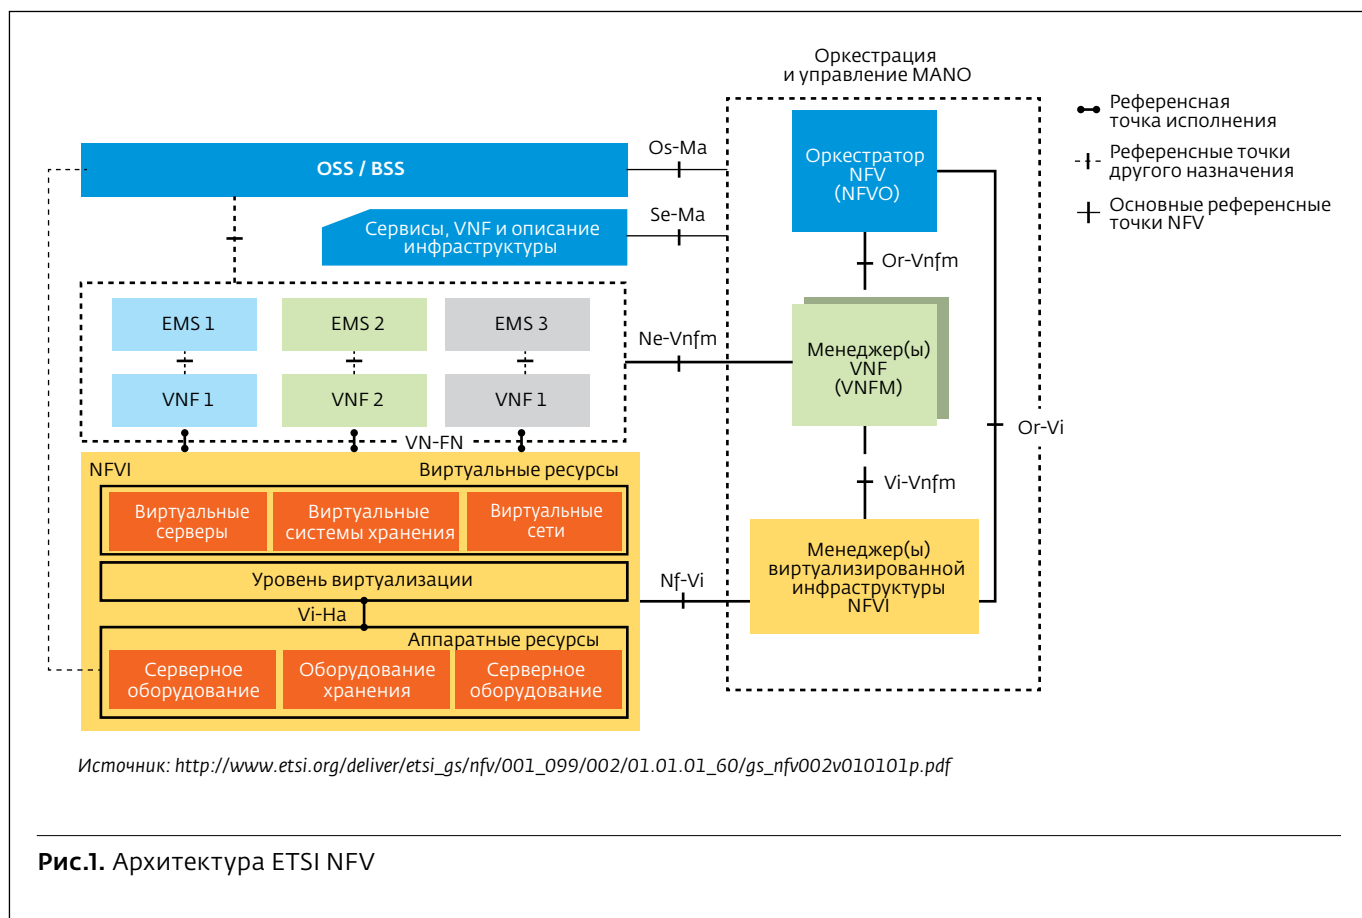 Оркестрация
и управление MANO
Референсная
точка исполнения
Референсные точки
другого назначения
Основные референсные
точки NFV
OSS / BSS
Os-Ma
Оркестратор
NFV
(NFVO)
Сервисы, VNF и описание
инфраструктуры
Se-Ma
Or-Vnfm
EMS 1
EMS 2
EMS 3
Ne-Vnfm
Менеджер(ы)
VNF
(VNFM)
VNF 1
VNF 2
VNF 1
VN-FN
Or-Vi
NFVI
Виртуальные ресурсы
Vi-Vnfm
Виртуальные
серверы
Виртуальные
системы хранения
Виртуальные
сети
Уровень виртуализации
Nf-Vi
Менеджер(ы)
виртуализированной
инфраструктуры
NFVI
Vi-Ha
Аппаратные ресурсы
Серверное
оборудование
Оборудование
хранения
Серверное
оборудование
Источник: http://www.etsi.org/deliver/etsi_gs/nfv/001_099/002/01.01.01_60/gs_nfv002v010101p.pdf
Рис.1. Архитектура ETSI NFV